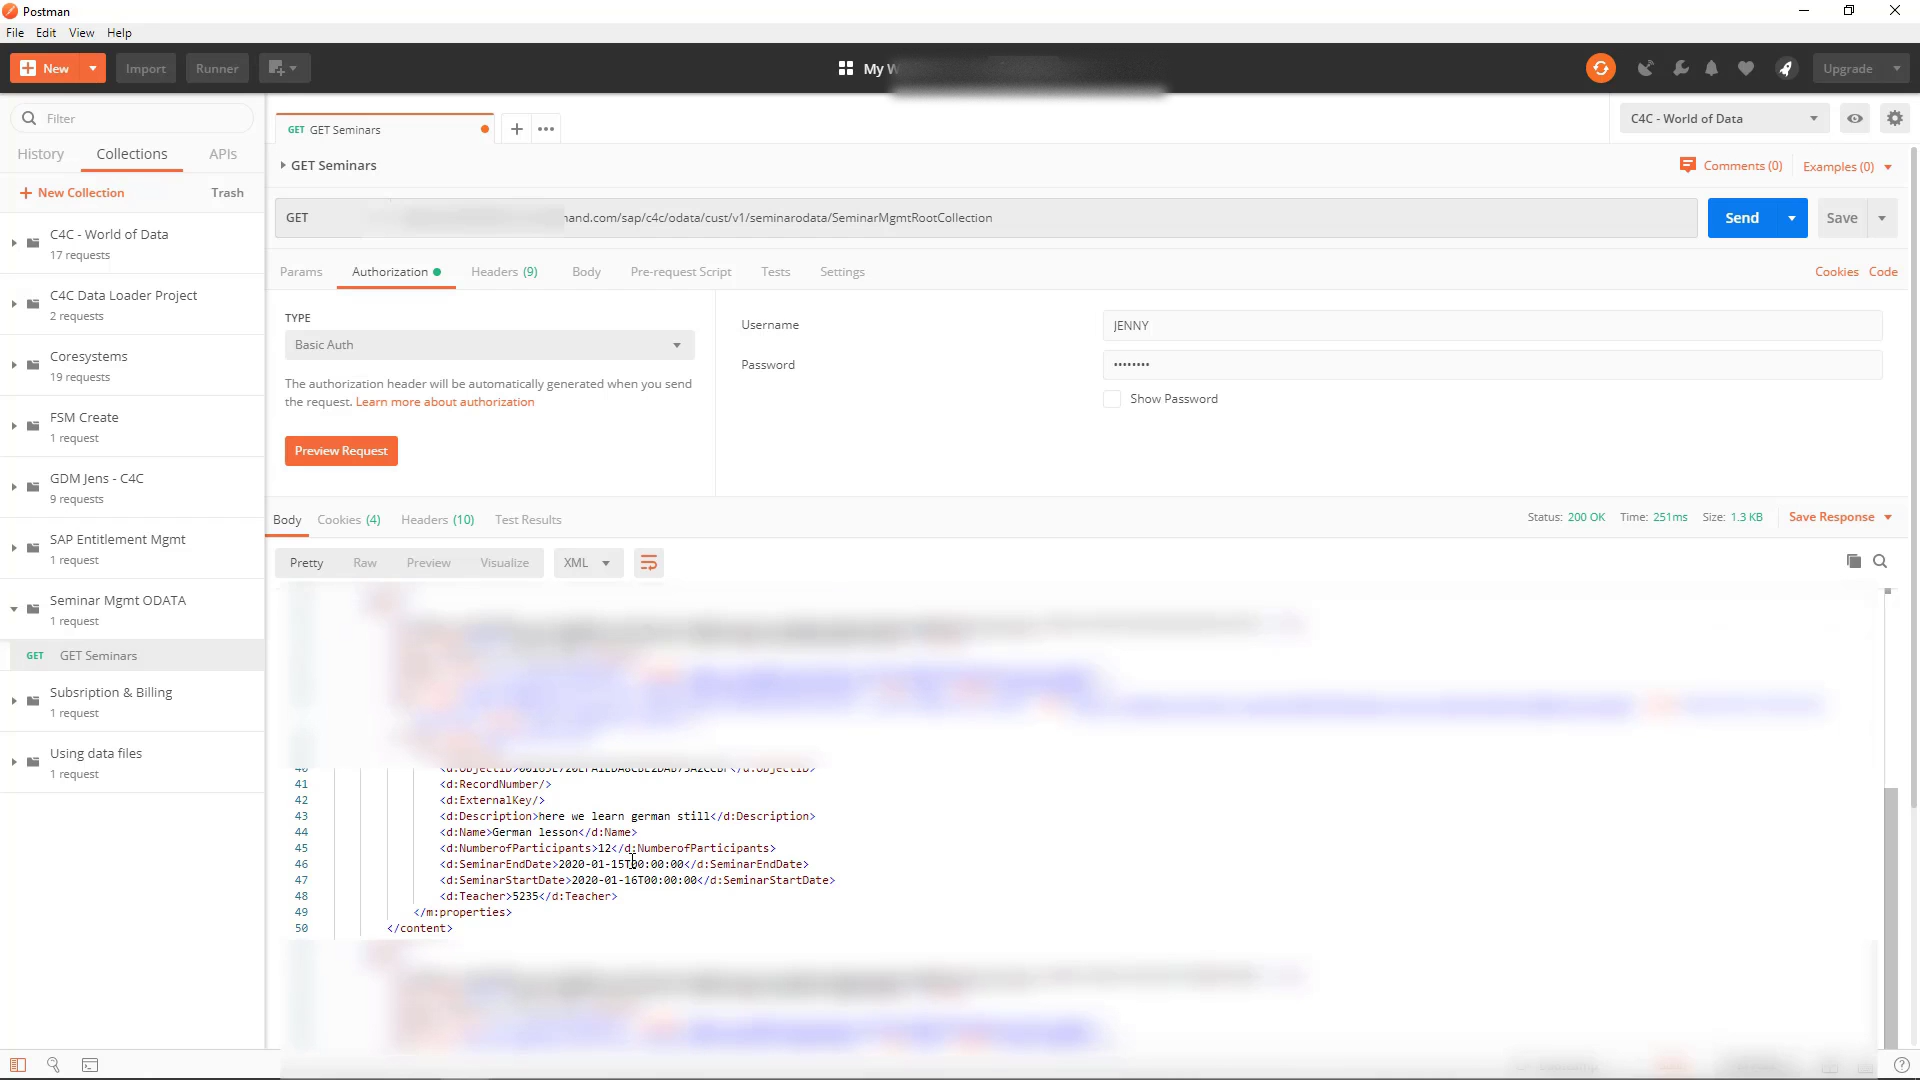 Postman
File Edit View Help
New Import Runner My Upgrade
Filter
History Collections APIs
New Collection Trash
C4C - World of Data
17 requests
C4C Data Loader Project
2 requests
Coresystems
19 requests
FSM Create
1 request
GDM Jens - C4C
9 requests
SAP Entitlement Mgmt
1 request
Seminar Mgmt ODATA
1 request
GET GET Seminars
Subsription & Billing
1 request
Using data files
1 request
GET GET Seminars
C4C - World of Data
GET Seminars
Comments (0) Examples (0)
GET hand.com/sap/c4c/odata/cust/v1/seminarodata/SeminarMgmtRootCollection Send Save
Params Authorization Headers (9) Body Pre-request Script Tests Settings Cookies Code
TYPE
Basic Auth
The authorization header will be automatically generated when you send
the request. Learn more about authorization
Preview Request
Username JENNY
Password ••••••••
Show Password
Body Cookies (4) Headers (10) Test Results Status: 200 OK Time: 251ms Size: 1.3 KB Save Response
Pretty Raw Preview Visualize XML
41 <d:RecordNumber/>
42 <d:ExternalKey/>
43 <d:Description>here we learn german still</d:Description>
44 <d:Name>German lesson</d:Name>
45 <d:NumberofParticipants>12</d:NumberofParticipants>
46 <d:SeminarEndDate>2020-01-15T00:00:00</d:SeminarEndDate>
47 <d:SeminarStartDate>2020-01-16T00:00:00</d:SeminarStartDate>
48 <d:Teacher>5235</d:Teacher>
49 </m:properties>
50 </content>